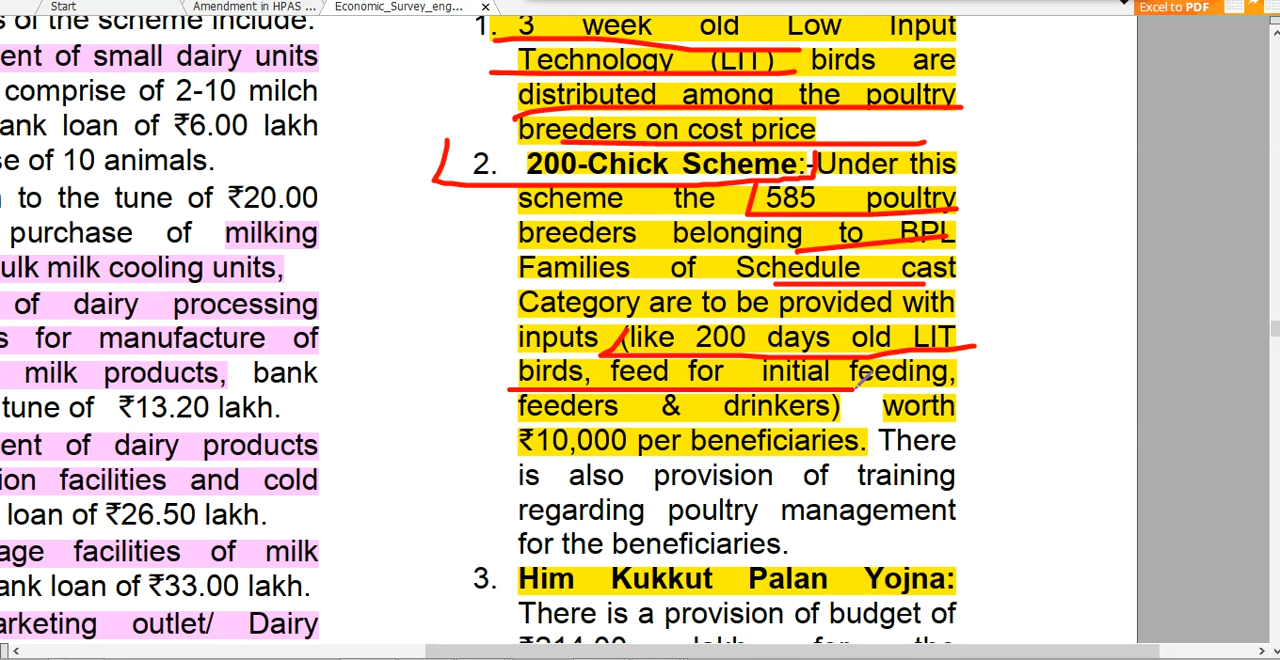 Start
Amendment in HPAS ...
Economic_Survey_eng...
Excel to PDF
s of the scheme include:
ent of small dairy units
comprise of 2-10 milch
ank loan of ₹6.00 lakh
se of 10 animals.
to the tune of ₹20.00
purchase of milking
ulk milk cooling units,
of dairy processing
s for manufacture of
milk products, bank
tune of ₹13.20 lakh.
ent of dairy products
ion facilities and cold
loan of ₹26.50 lakh.
age facilities of milk
ank loan of ₹33.00 lakh.
arketing outlet/ Dairy
1. 3 week old Low Input
Technology (LIT) birds are
distributed among the poultry
breeders on cost price
2. 200-Chick Scheme:-Under this
scheme the 585 poultry
breeders belonging to BPL
Families of Schedule cast
Category are to be provided with
inputs (like 200 days old LIT
birds, feed for initial feeding,
feeders & drinkers) worth
₹10,000 per beneficiaries. There
is also provision of training
regarding poultry management
for the beneficiaries.
3. Him Kukkut Palan Yojna:
There is a provision of budget of
lakh for the